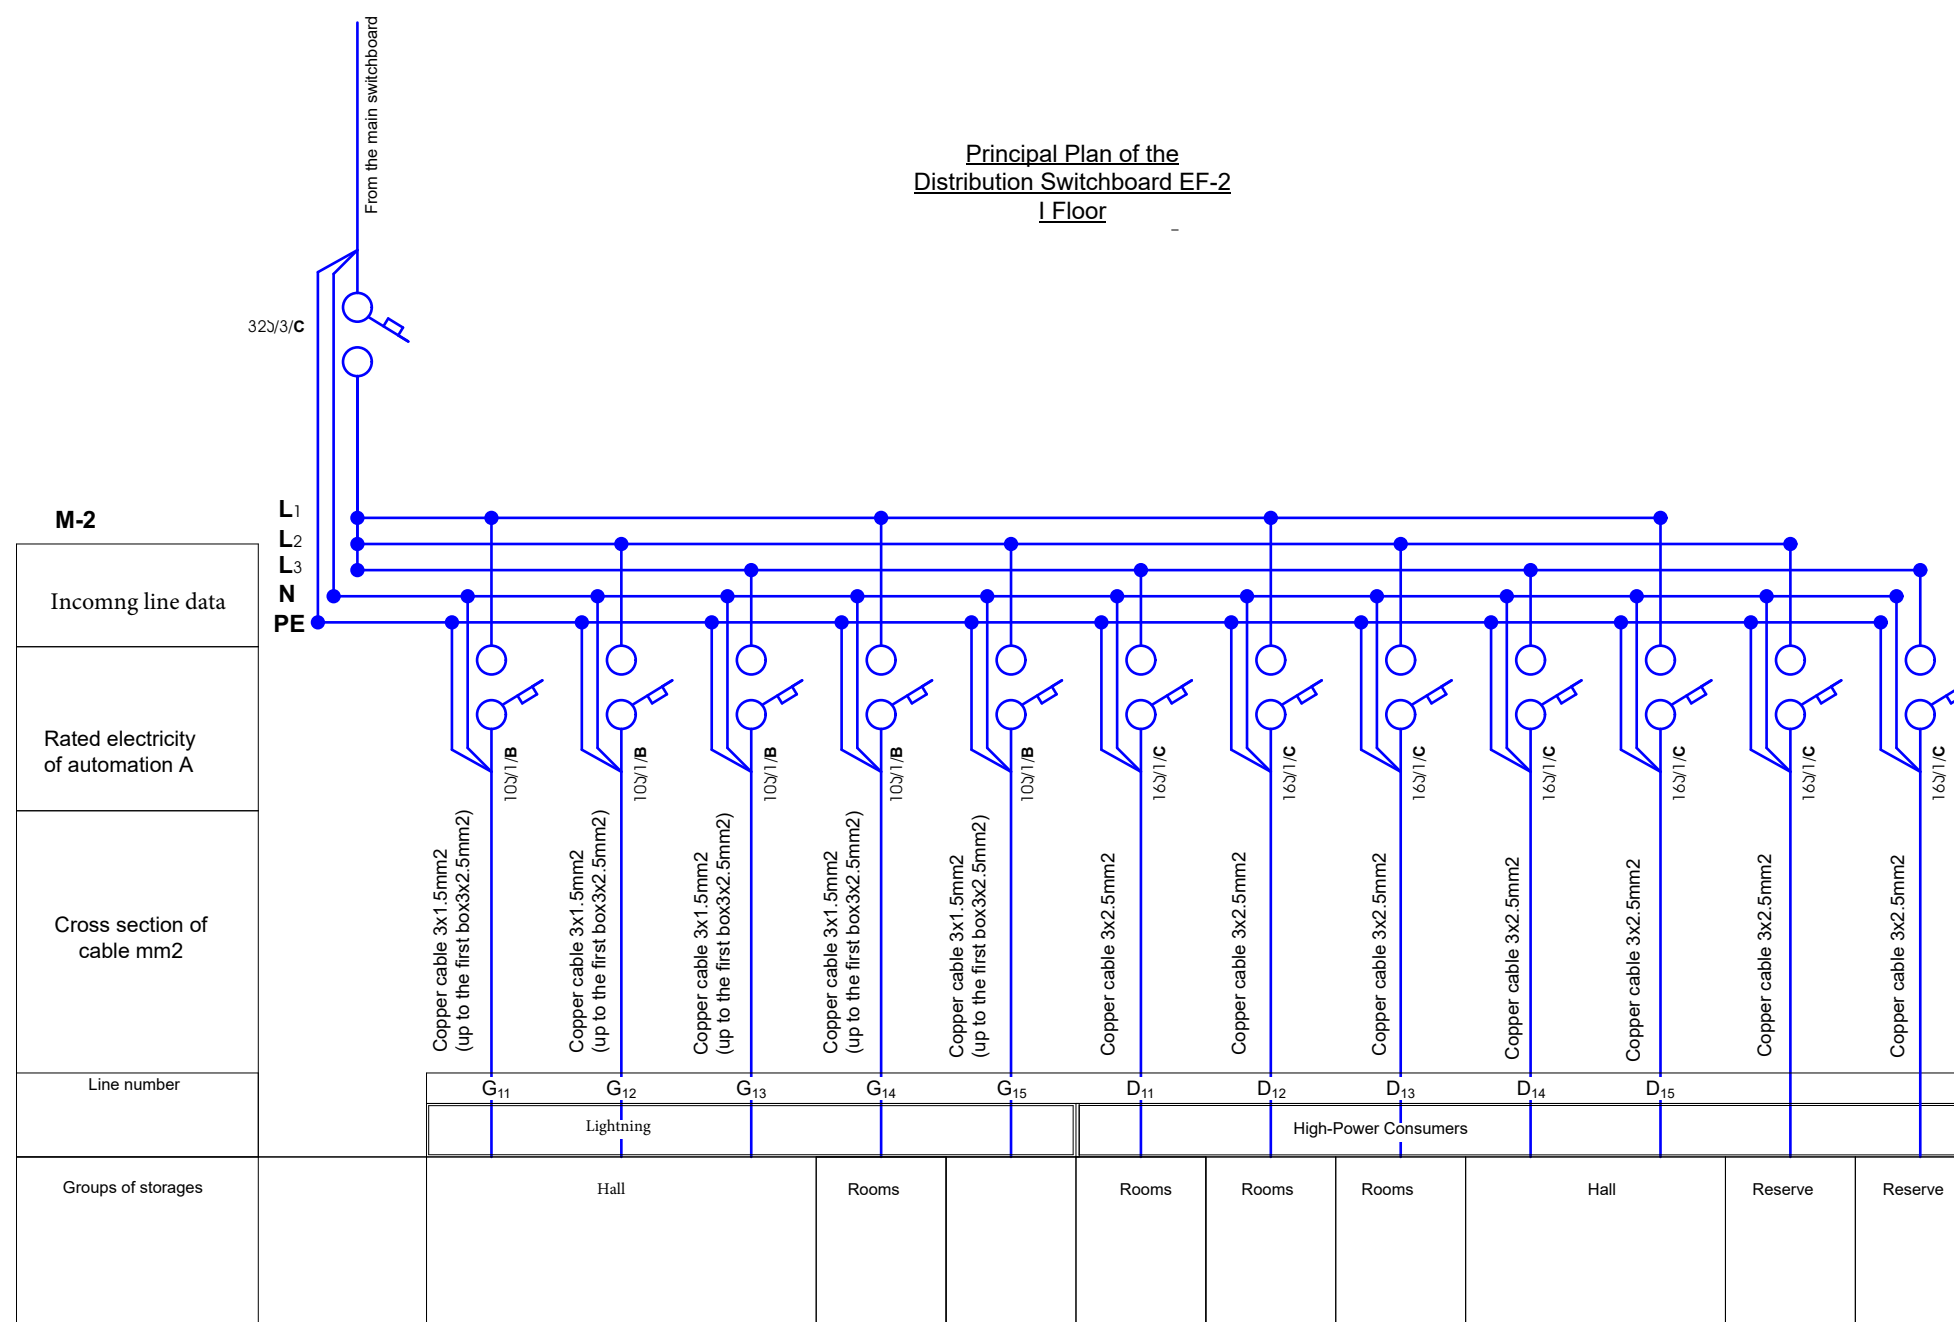 From the main switchboard
Principal Plan of the
Distribution Switchboard EF-2
I Floor
–
32ა/3/C
M-2
L1
L2
L3
N
PE
Incomng line data
Rated electricity
of automation A
10ა/1/B
10ა/1/B
10ა/1/B
10ა/1/B
10ა/1/B
16ა/1/C
16ა/1/C
16ა/1/C
16ა/1/C
16ა/1/C
16ა/1/C
16ა/1/C
Cross section of
cable mm2
Copper cable 3x1.5mm2
(up to the first box3x2.5mm2)
Copper cable 3x1.5mm2
(up to the first box3x2.5mm2)
Copper cable 3x1.5mm2
(up to the first box3x2.5mm2)
Copper cable 3x1.5mm2
(up to the first box3x2.5mm2)
Copper cable 3x1.5mm2
(up to the first box3x2.5mm2)
Copper cable 3x2.5mm2
Copper cable 3x2.5mm2
Copper cable 3x2.5mm2
Copper cable 3x2.5mm2
Copper cable 3x2.5mm2
Copper cable 3x2.5mm2
Copper cable 3x2.5mm2
Line number
G11 G12 G13 G14 G15 D11 D12 D13 D14 D15
Lightning High-Power Consumers
Groups of storages
Hall Rooms Rooms Rooms Rooms Hall Reserve Reserve